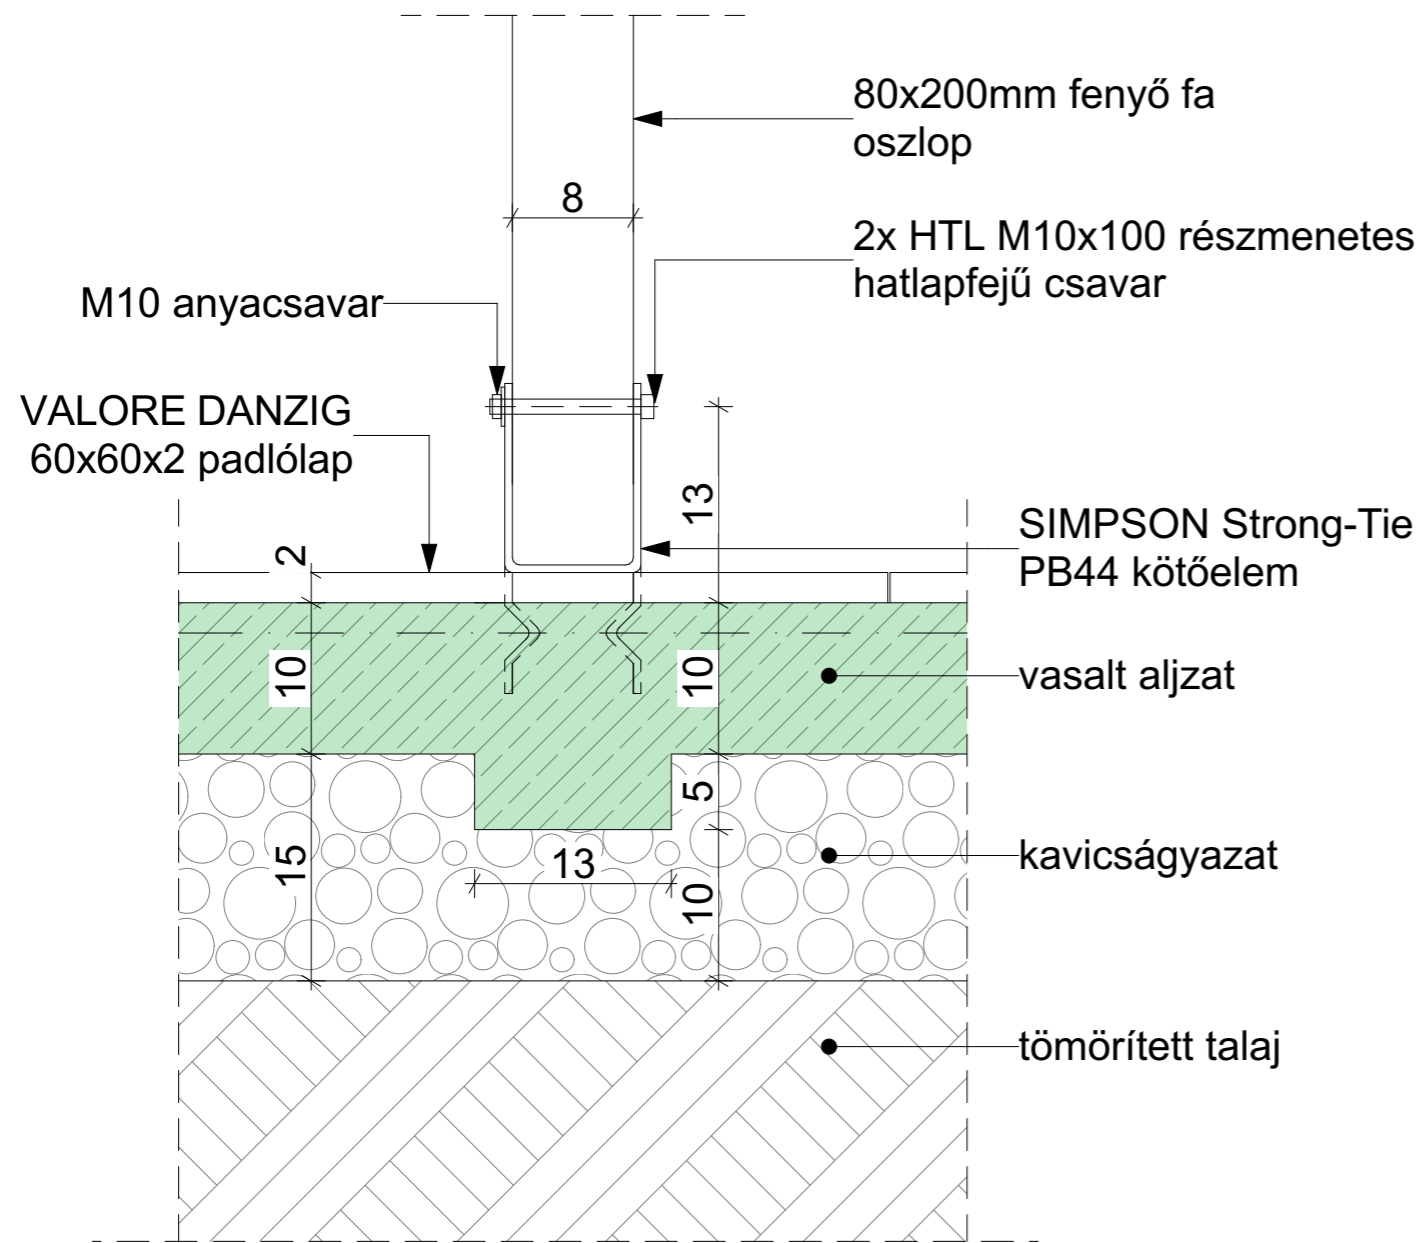 80x200mm fenyő fa
oszlop
8
2x HTL M10x100 részmenetes
hatlapfejű csavar
M10 anyacsavar
VALORE DANZIG
60x60x2 padlólap
13
SIMPSON Strong-Tie
PB44 kötőelem
2
10
10
vasalt aljzat
5
15
13
kavicságyazat
10
tömörített talaj